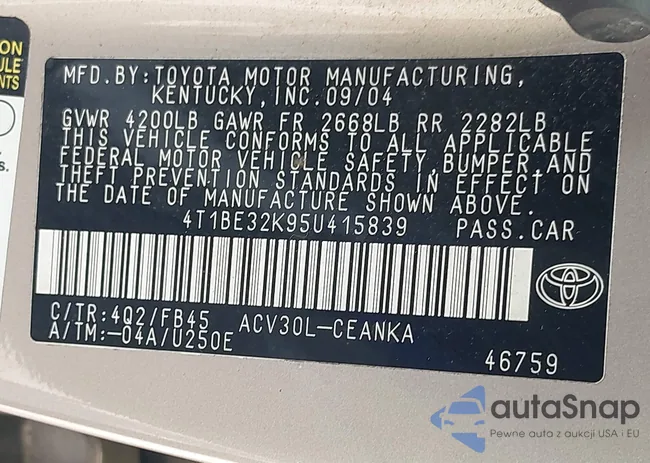 ON
ULE
NTS
s.
MFD. BY: TOYOTA MOTOR MANUFACTURING,
KENTUCKY, INC. 09/04
GVWR 4200LB GAWR FR 2668LB RR 2282LB
THIS VEHICLE CONFORMS TO ALL APPLICABLE
FEDERAL MOTOR VEHICLE SAFETY, BUMPER, AND
THEFT PREVENTION STANDARDS IN EFFECT ON
THE DATE OF MANUFACTURE SHOWN ABOVE.
4T1BE32K95U415839 PASS.CAR
C/TR: 4Q2/FB45 ACV30L-CEANKA
A/TM: -04A/U250E
46759
autaSnap
Pewne auta z aukcji USA i EU